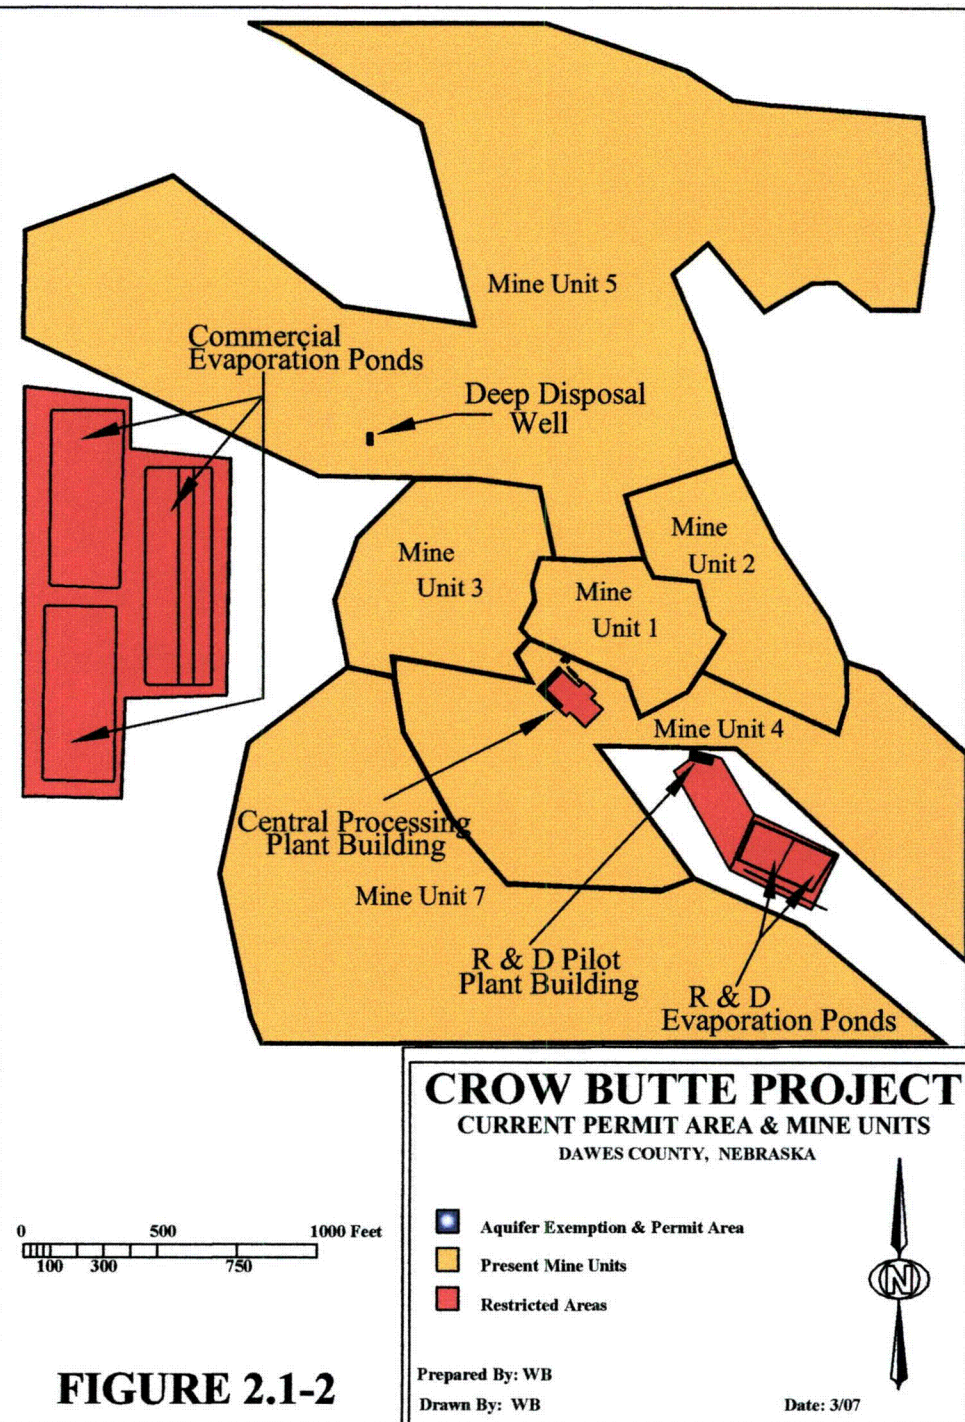 Mine Unit 5
Commercial
Evaporation Ponds
Deep Disposal
Well
Mine
Unit 2
Mine
Unit 3
Mine
Unit 1
Mine Unit 4
Central Processing
Plant Building
Mine Unit 7
R & D Pilot
Plant Building
R & D
Evaporation Ponds
CROW BUTTE PROJECT
CURRENT PERMIT AREA & MINE UNITS
DAWES COUNTY, NEBRASKA
Aquifer Exemption & Permit Area
Present Mine Units
Restricted Areas
N
0 500 1000 Feet
100 300 750
FIGURE 2.1-2
Prepared By: WB
Drawn By: WB
Date: 3/07